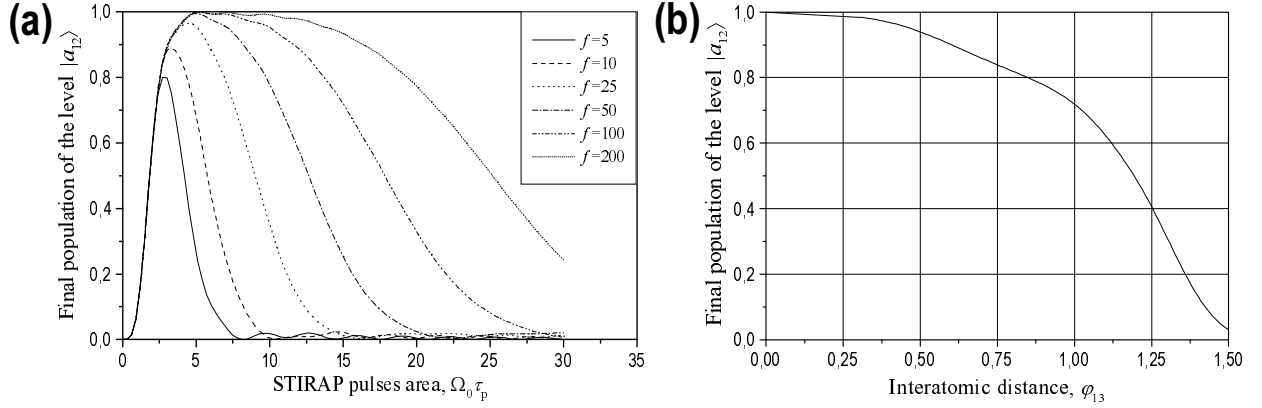 (a)
Final population of the level |a12⟩
1,0
0,8
0,6
0,4
0,2
0,0
0
5
10
15
20
25
30
35
STIRAP pulses area, Ω0τp
f=5
f=10
f=25
f=50
f=100
f=200
(b)
Final population of the level |a12⟩
1,0
0,8
0,6
0,4
0,2
0,0
0,00
0,25
0,50
0,75
1,00
1,25
1,50
Interatomic distance, φ13